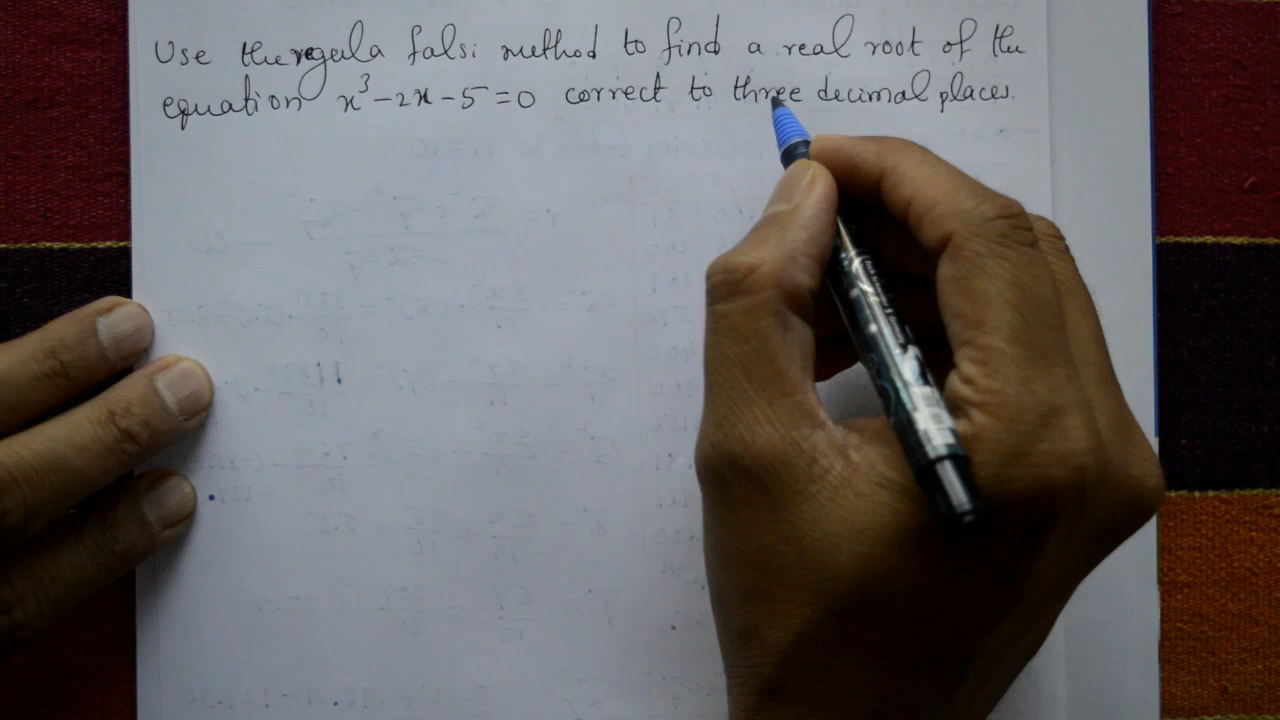 Use the regula falsi method to find a real root of the
equation x³-2x-5=0 correct to three decimal places.